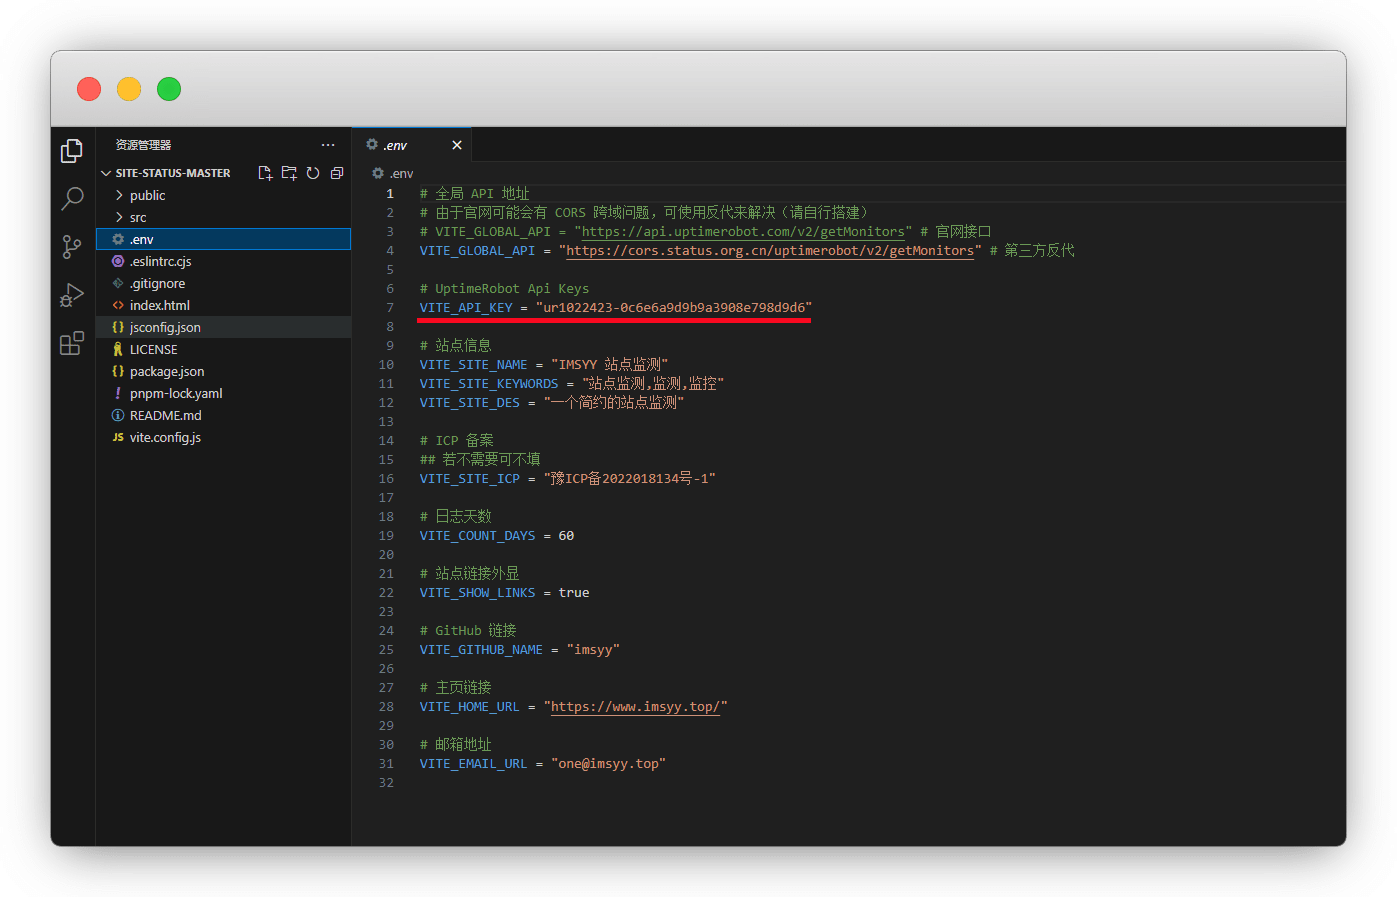 资源管理器
SITE-STATUS-MASTER
public
src
.env
.eslintrc.cjs
.gitignore
index.html
jsconfig.json
LICENSE
package.json
pnpm-lock.yaml
README.md
JS vite.config.js
.env
.env
1 # 全局 API 地址
2 # 由于官网可能会有 CORS 跨域问题，可使用反代来解决（请自行搭建）
3 # VITE_GLOBAL_API = "https://api.uptimerobot.com/v2/getMonitors" # 官网接口
4 VITE_GLOBAL_API = "https://cors.status.org.cn/uptimerobot/v2/getMonitors" # 第三方反代
5
6 # UptimeRobot Api Keys
7 VITE_API_KEY = "ur1022423-0c6e6a9d9b9a3908e798d9d6"
8
9 # 站点信息
10 VITE_SITE_NAME = "IMSYY 站点监测"
11 VITE_SITE_KEYWORDS = "站点监测,监测,监控"
12 VITE_SITE_DES = "一个简约的站点监测"
13
14 # ICP 备案
15 ## 若不需要可不填
16 VITE_SITE_ICP = "豫ICP备2022018134号-1"
17
18 # 日志天数
19 VITE_COUNT_DAYS = 60
20
21 # 站点链接外显
22 VITE_SHOW_LINKS = true
23
24 # GitHub 链接
25 VITE_GITHUB_NAME = "imsyy"
26
27 # 主页链接
28 VITE_HOME_URL = "https://www.imsyy.top/"
29
30 # 邮箱地址
31 VITE_EMAIL_URL = "one@imsyy.top"
32